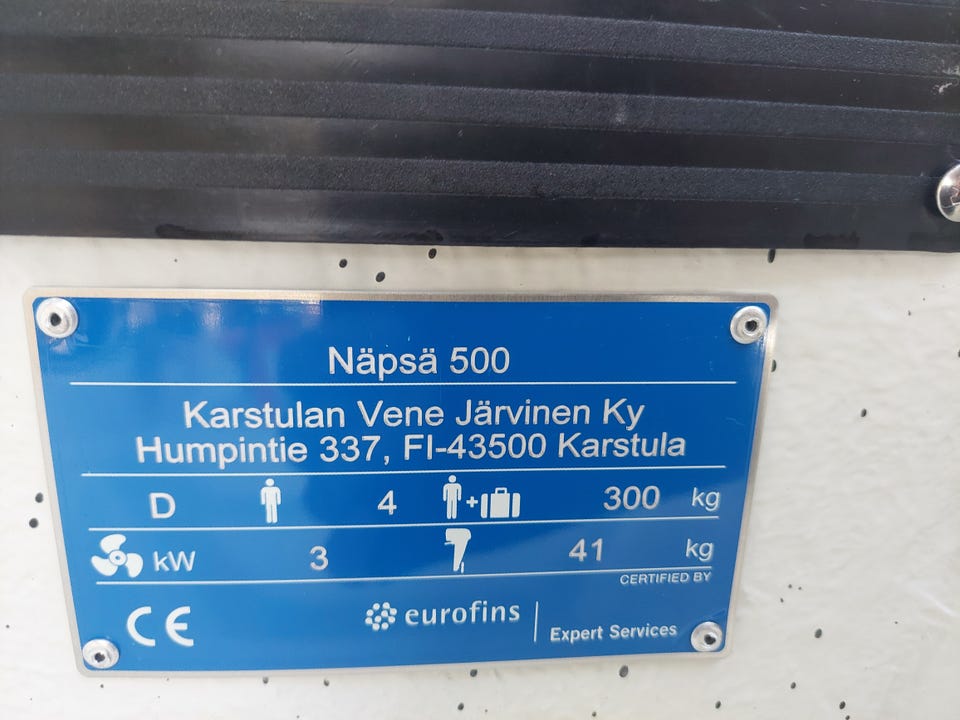 Näpsä 500
Karstulan Vene Järvinen Ky
Humpintie 337, FI-43500 Karstula
D 4 + 300 kg
kW 3 41 kg
CERTIFIED BY
CE eurofins | Expert Services